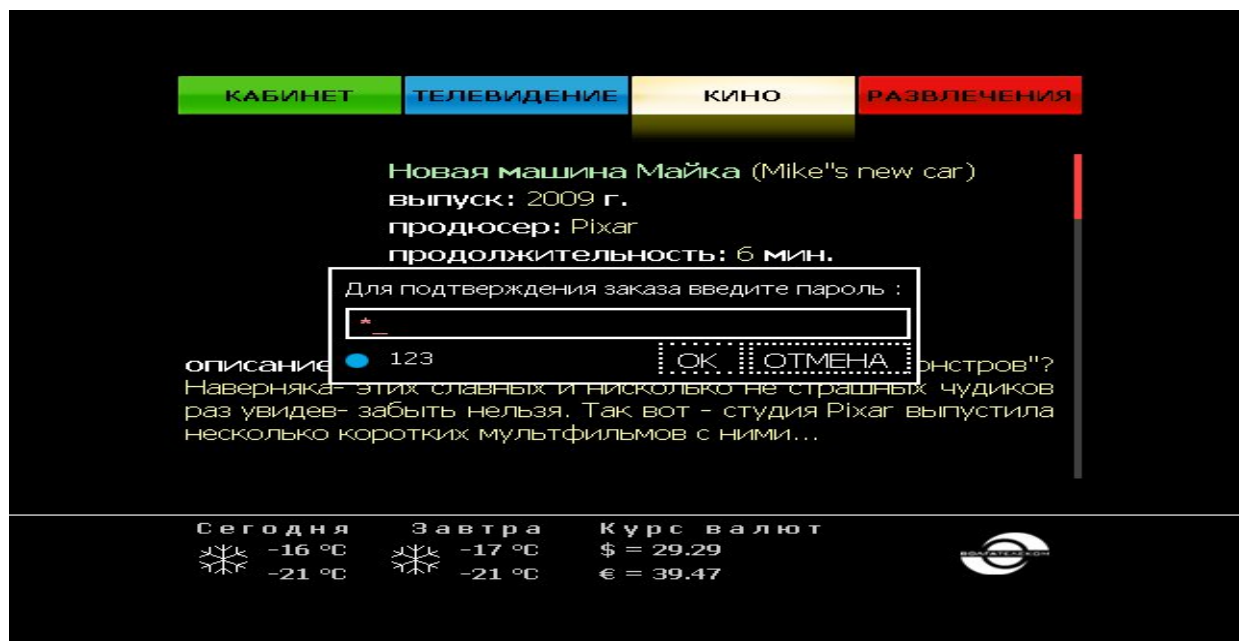 КАБИНЕТ ТЕЛЕВИДЕНИЕ КИНО РАЗВЛЕЧЕНИЯ
Новая машина Майка (Mike"s new car)
выпуск: 2009 г.
продюсер: Pixar
продолжительность: 6 мин.
Для подтверждения заказа введите пароль :
*_
123 OK ОТМЕНА
описание онстров"?
Наверняка- этих славных и нисколько не страшных чудиков
раз увидев- забыть нельзя. Так вот - студия Pixar выпустила
несколько коротких мультфильмов с ними...
Сегодня Завтра Курс валют
-16 °C -17 °C $ = 29.29
-21 °C -21 °C € = 39.47
ВОЛГАТЕЛЕКОМ